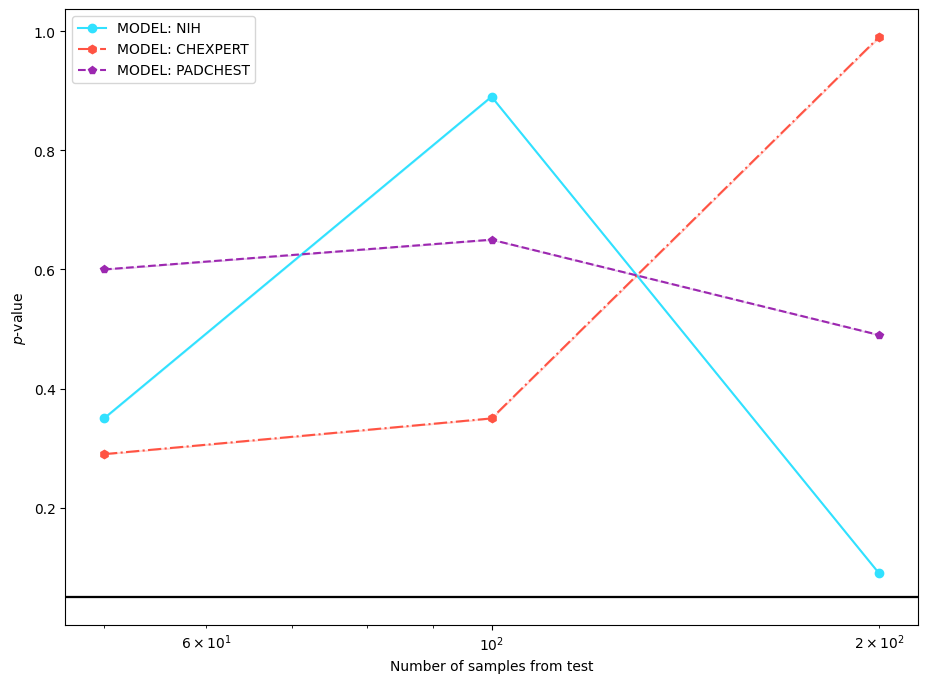 MODEL: NIH
MODEL: CHEXPERT
MODEL: PADCHEST
1.0
0.8
0.6
0.4
0.2
p-value
6 × 10¹
10²
2 × 10²
Number of samples from test